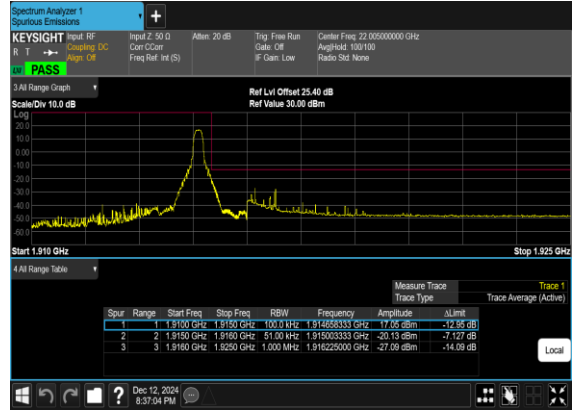 Spectrum Analyzer 1
Spurious Emissions
+
KEYSIGHT Input: RF Input Z: 50 Ω Atten: 20 dB Trig: Free Run Center Freq: 22.005000000 GHz
R T Coupling: DC Corr CCorr Gate: Off Avg|Hold: 100/100
Align: Off Freq Ref: Int (S) IF Gain: Low Radio Std: None
LW PASS
3 All Range Graph
Ref Lvl Offset 25.40 dB
Scale/Div 10.0 dB Ref Value 30.00 dBm
Log
20.0
10.0
0.00
-10.0
-20.0
-30.0
-40.0
-50.0
-60.0
Start 1.910 GHz Stop 1.925 GHz
4 All Range Table
Measure Trace Trace 1
Trace Type Trace Average (Active)
Spur Range Start Freq Stop Freq RBW Frequency Amplitude ΔLimit
1 1 1.9100 GHz 1.9150 GHz 100.0 kHz 1.914658333 GHz 17.05 dBm -12.95 dB
2 2 1.9150 GHz 1.9160 GHz 51.00 kHz 1.915003333 GHz -20.13 dBm -7.127 dB
3 3 1.9160 GHz 1.9250 GHz 1.000 MHz 1.916225000 GHz -27.09 dBm -14.09 dB
Local
? Dec 12, 2024
8:37:04 PM